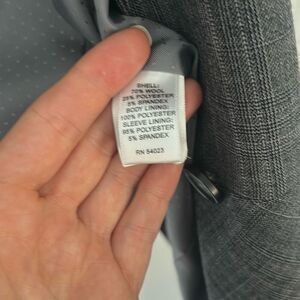 SHELL:
70% WOOL
25% POLYESTER
5% SPANDEX
BODY LINING:
100% POLYESTER
SLEEVE LINING:
95% POLYESTER
5% SPANDEX
RN 54023